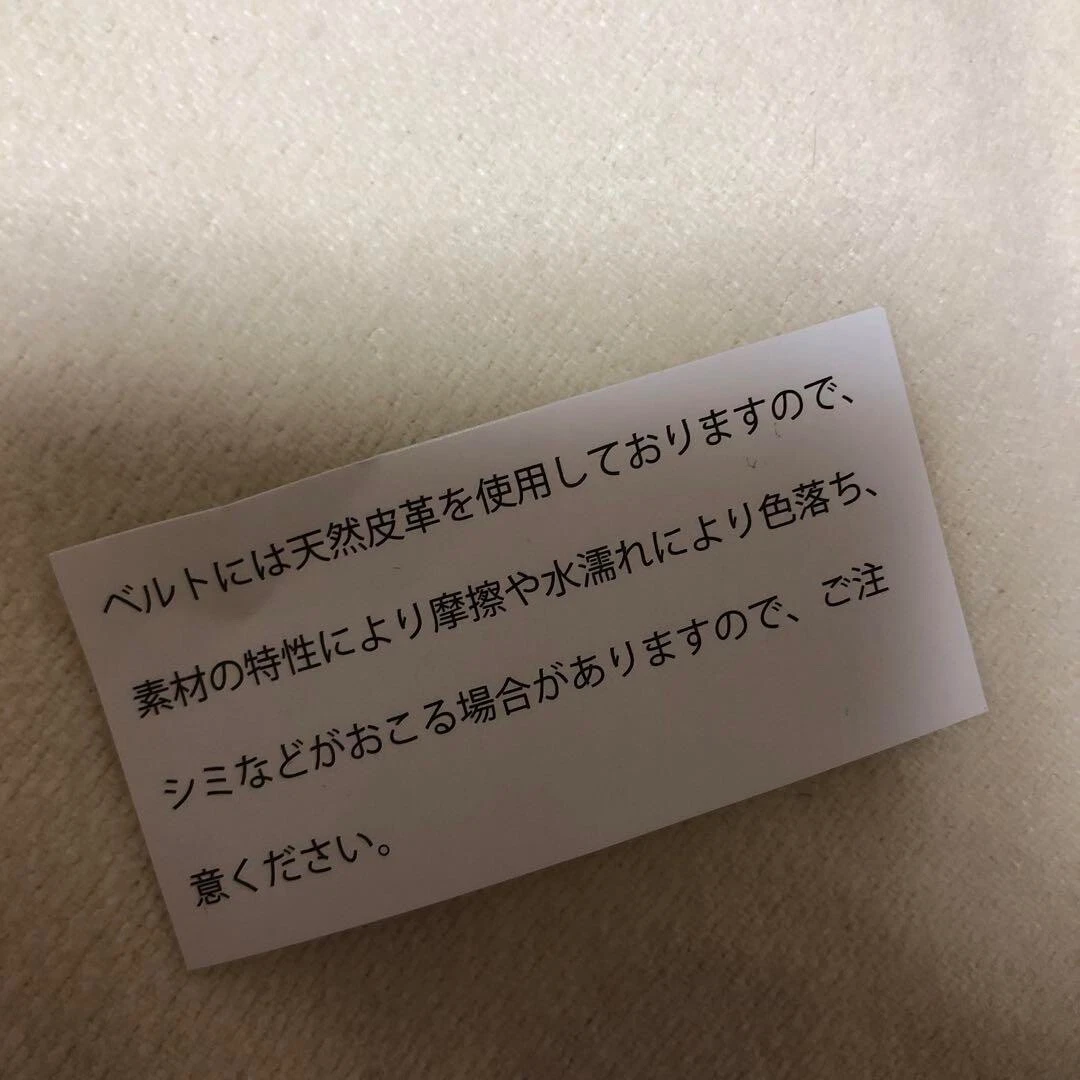 ベルトには天然皮革を使用しておりますので、
素材の特性により摩擦や水濡れにより色落ち、
シミなどがおこる場合がありますので、ご注
意ください。